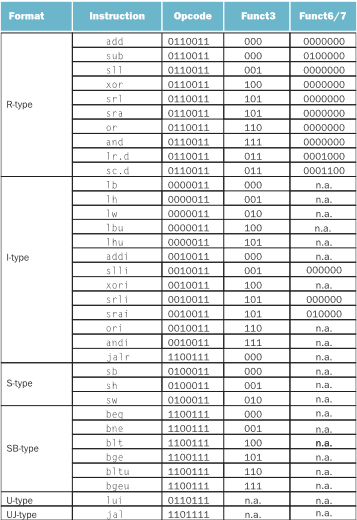 Format Instruction Opcode Funct3 Funct6/7
add 0110011 000 0000000
sub 0110011 000 0100000
sll 0110011 001 0000000
xor 0110011 100 0000000
srl 0110011 101 0000000
R-type
sra 0110011 101 0000000
or 0110011 110 0000000
and 0110011 111 0000000
lr.d 0110011 011 0001000
sc.d 0110011 011 0001100
lb 0000011 000 n.a.
lh 0000011 001 n.a.
lw 0000011 010 n.a.
lbu 0000011 100 n.a.
lhu 0000011 101 n.a.
I-type addi 0010011 000 n.a.
slli 0010011 001 000000
xori 0010011 100 n.a.
srli 0010011 101 000000
srai 0010011 101 010000
ori 0010011 110 n.a.
andi 0010011 111 n.a.
jalr 1100111 000 n.a.
sb 0100011 000 n.a.
S-type sh 0100011 001 n.a.
sw 0100011 010 n.a.
beq 1100111 000 n.a.
bne 1100111 001 n.a.
SB-type blt 1100111 100 n.a.
bge 1100111 101 n.a.
bltu 1100111 110 n.a.
bgeu 1100111 111 n.a.
U-type lui 0110111 n.a. n.a.
UJ-type jal 1101111 n.a. n.a.